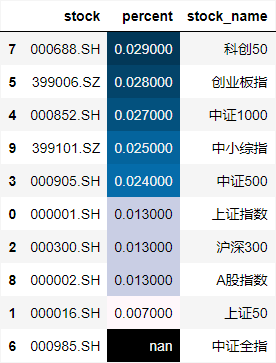 stock percent stock_name
7 000688.SH 0.029000 科创50
5 399006.SZ 0.028000 创业板指
4 000852.SH 0.027000 中证1000
9 399101.SZ 0.025000 中小综指
3 000905.SH 0.024000 中证500
0 000001.SH 0.013000 上证指数
2 000300.SH 0.013000 沪深300
8 000002.SH 0.013000 A股指数
1 000016.SH 0.007000 上证50
6 000985.SH nan 中证全指